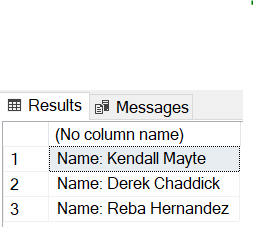 Results Messages
(No column name)
1 Name: Kendall Mayte
2 Name: Derek Chaddick
3 Name: Reba Hernandez